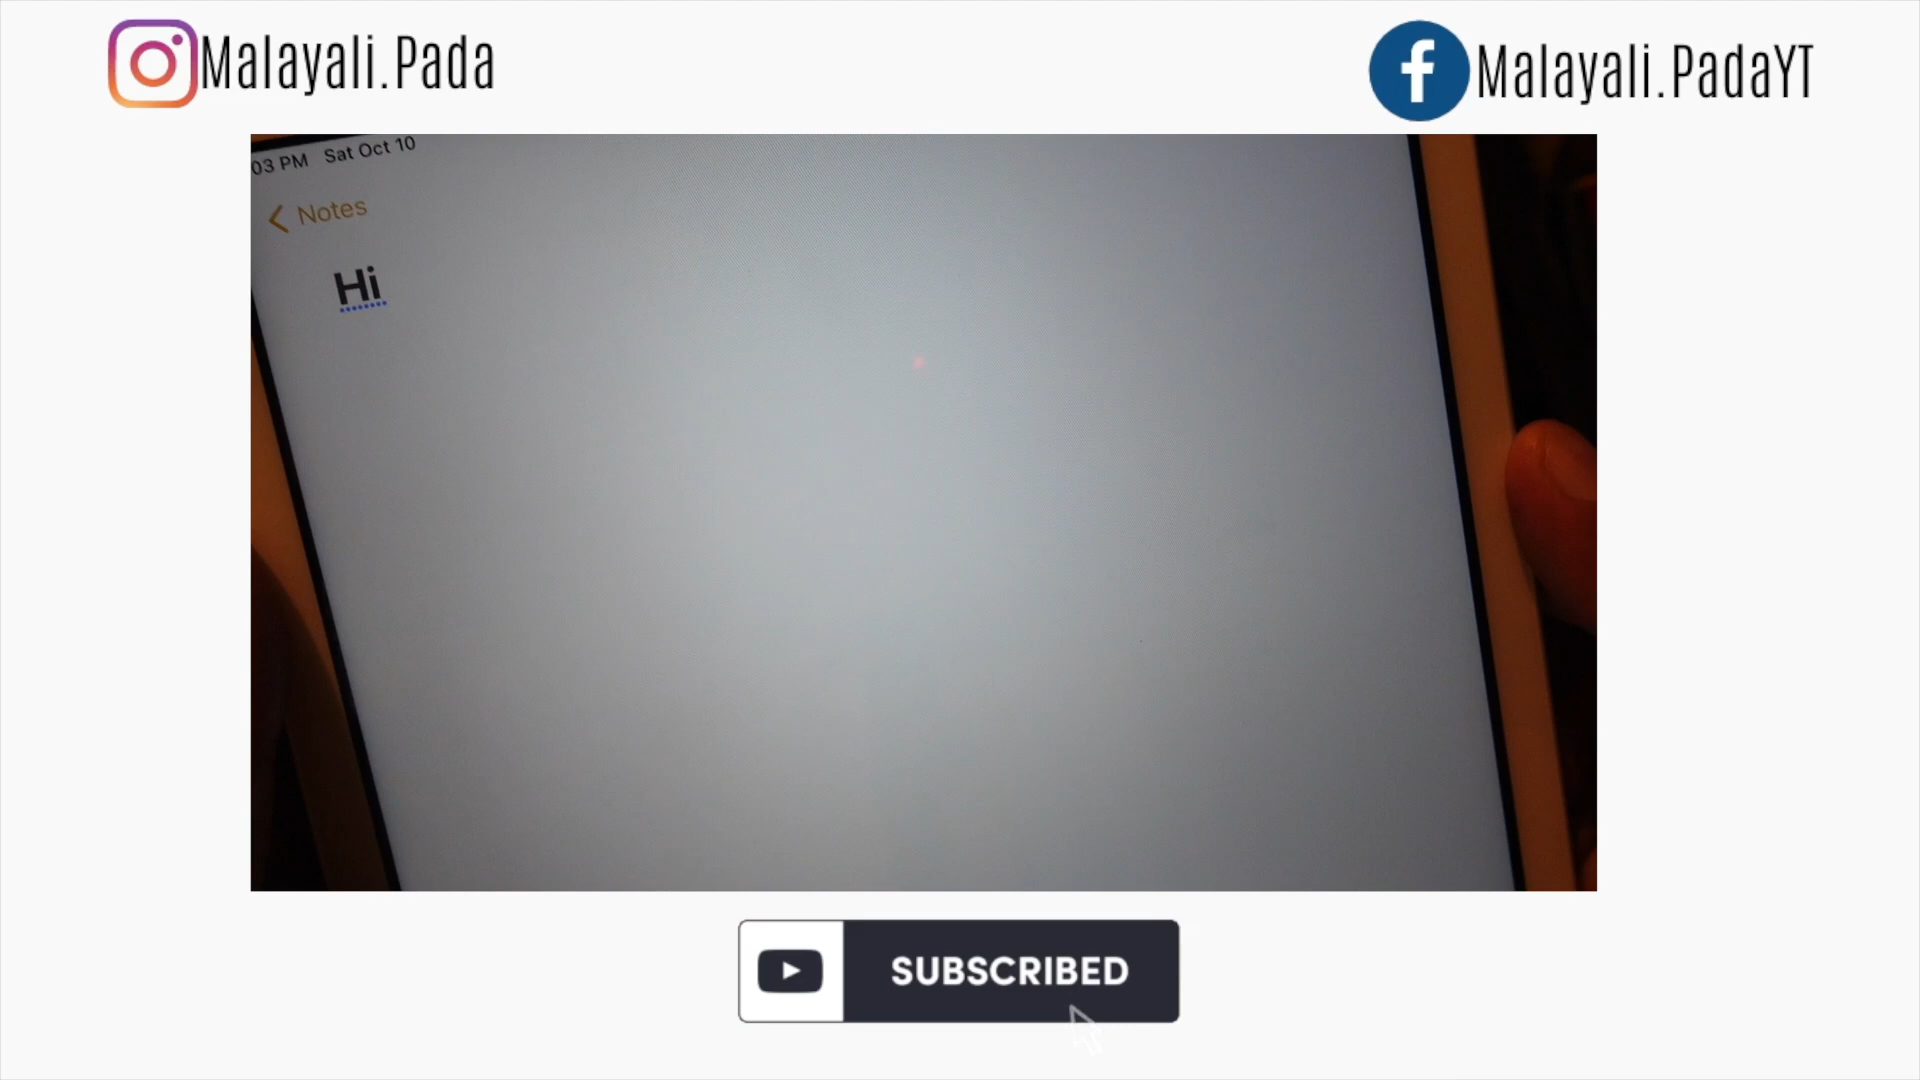 Malayali.Pada
Malayali.PadaYT
03 PM Sat Oct 10
Notes
Hi
SUBSCRIBED